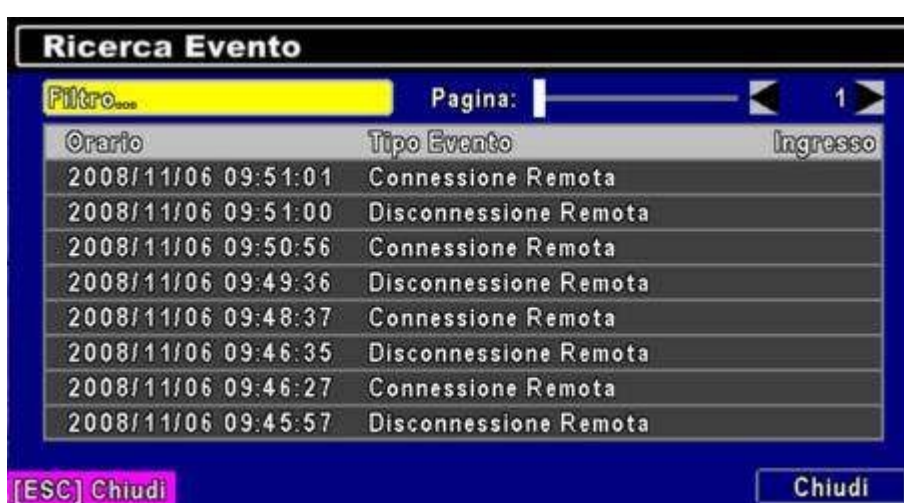 Ricerca Evento
Filtro... Pagina: 1
Orario Tipo Evento Ingresso
2008/11/06 09:51:01 Connessione Remota
2008/11/06 09:51:00 Disconnessione Remota
2008/11/06 09:50:56 Connessione Remota
2008/11/06 09:49:36 Disconnessione Remota
2008/11/06 09:48:37 Connessione Remota
2008/11/06 09:46:35 Disconnessione Remota
2008/11/06 09:46:27 Connessione Remota
2008/11/06 09:45:57 Disconnessione Remota
[ESC] Chiudi Chiudi